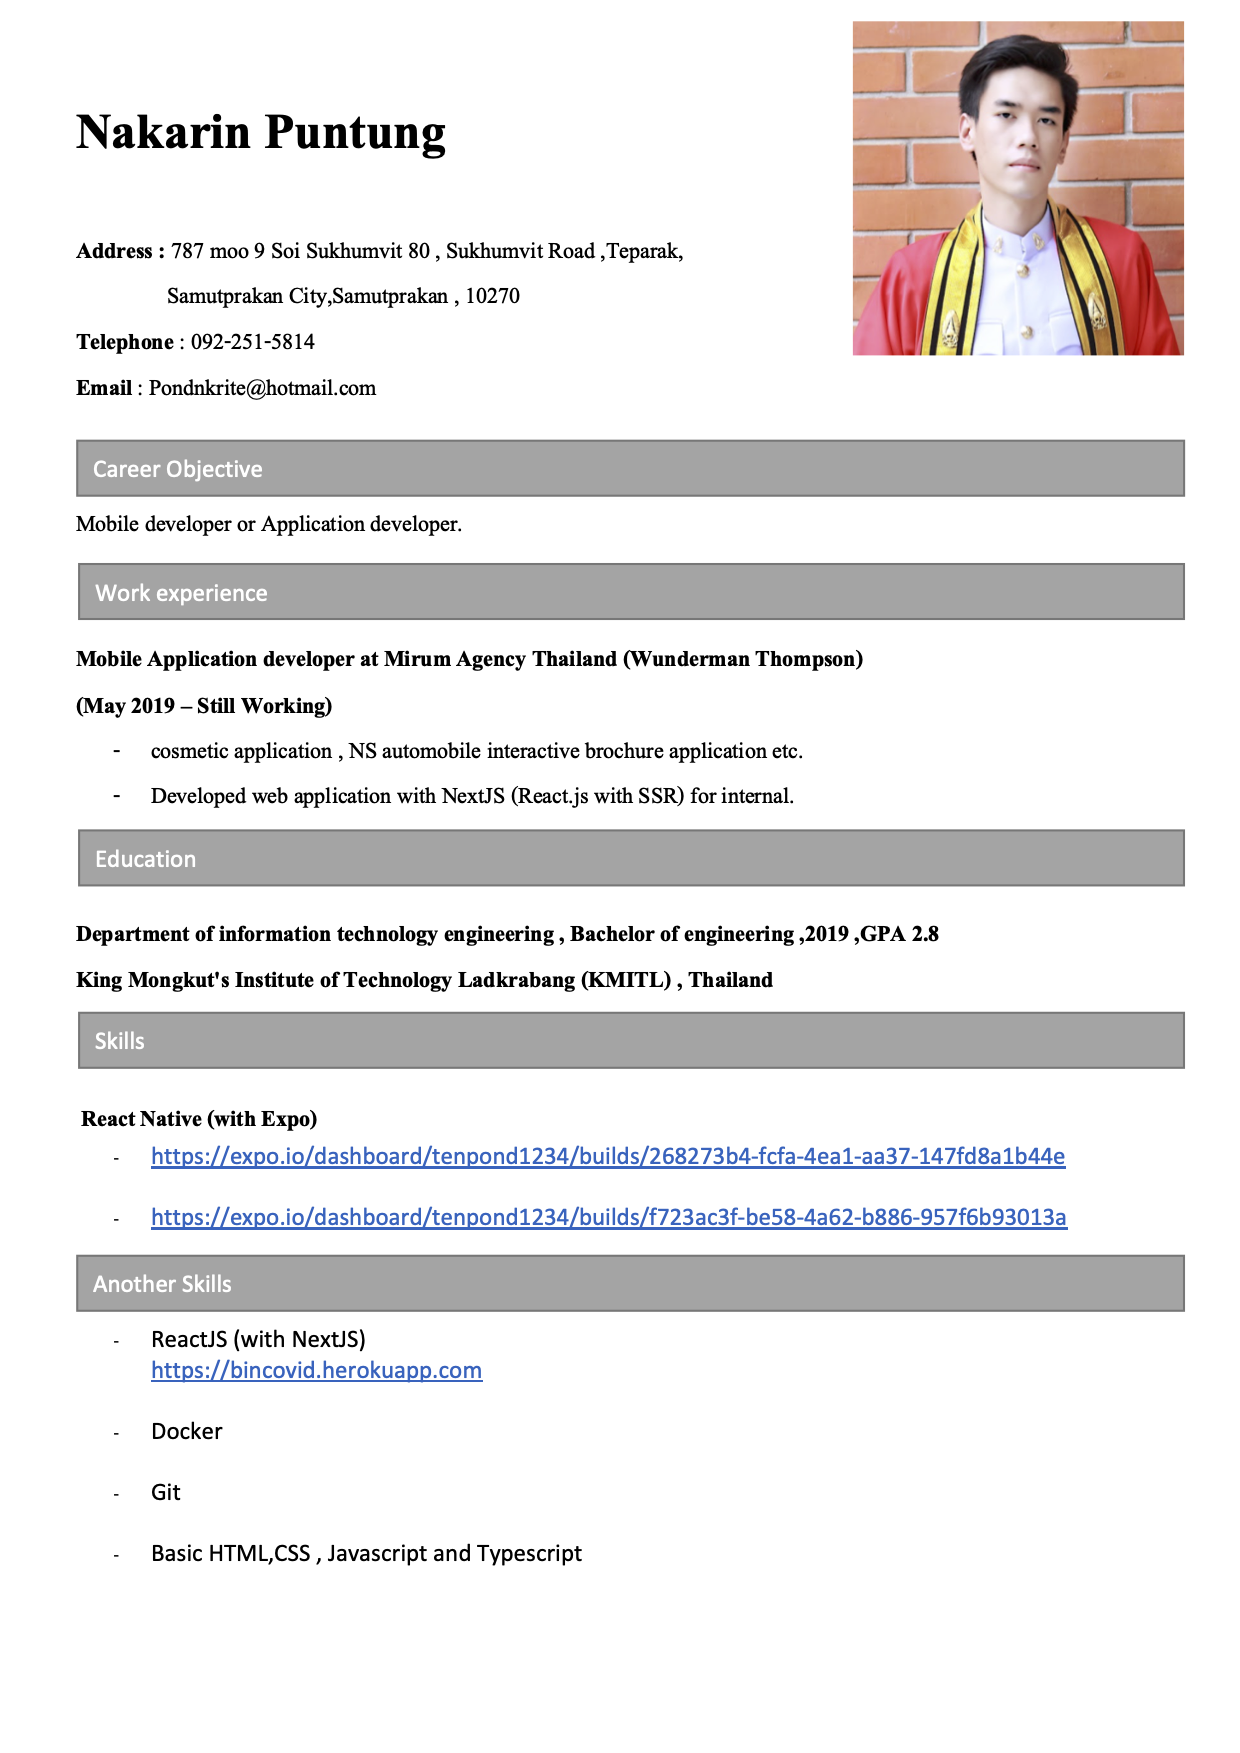 Nakarin Puntung
Address : 787 moo 9 Soi Sukhumvit 80 , Sukhumvit Road ,Teparak,
Samutprakan City,Samutprakan , 10270
Telephone : 092-251-5814
Email : Pondnkrite@hotmail.com
Career Objective
Mobile developer or Application developer.
Work experience
Mobile Application developer at Mirum Agency Thailand (Wunderman Thompson)
(May 2019 – Still Working)
- cosmetic application , NS automobile interactive brochure application etc.
- Developed web application with NextJS (React.js with SSR) for internal.
Education
Department of information technology engineering , Bachelor of engineering ,2019 ,GPA 2.8
King Mongkut's Institute of Technology Ladkrabang (KMITL) , Thailand
Skills
React Native (with Expo)
- https://expo.io/dashboard/tenpond1234/builds/268273b4-fcfa-4ea1-aa37-147fd8a1b44e
- https://expo.io/dashboard/tenpond1234/builds/f723ac3f-be58-4a62-b886-957f6b93013a
Another Skills
- ReactJS (with NextJS)
https://bincovid.herokuapp.com
- Docker
- Git
- Basic HTML,CSS , Javascript and Typescript